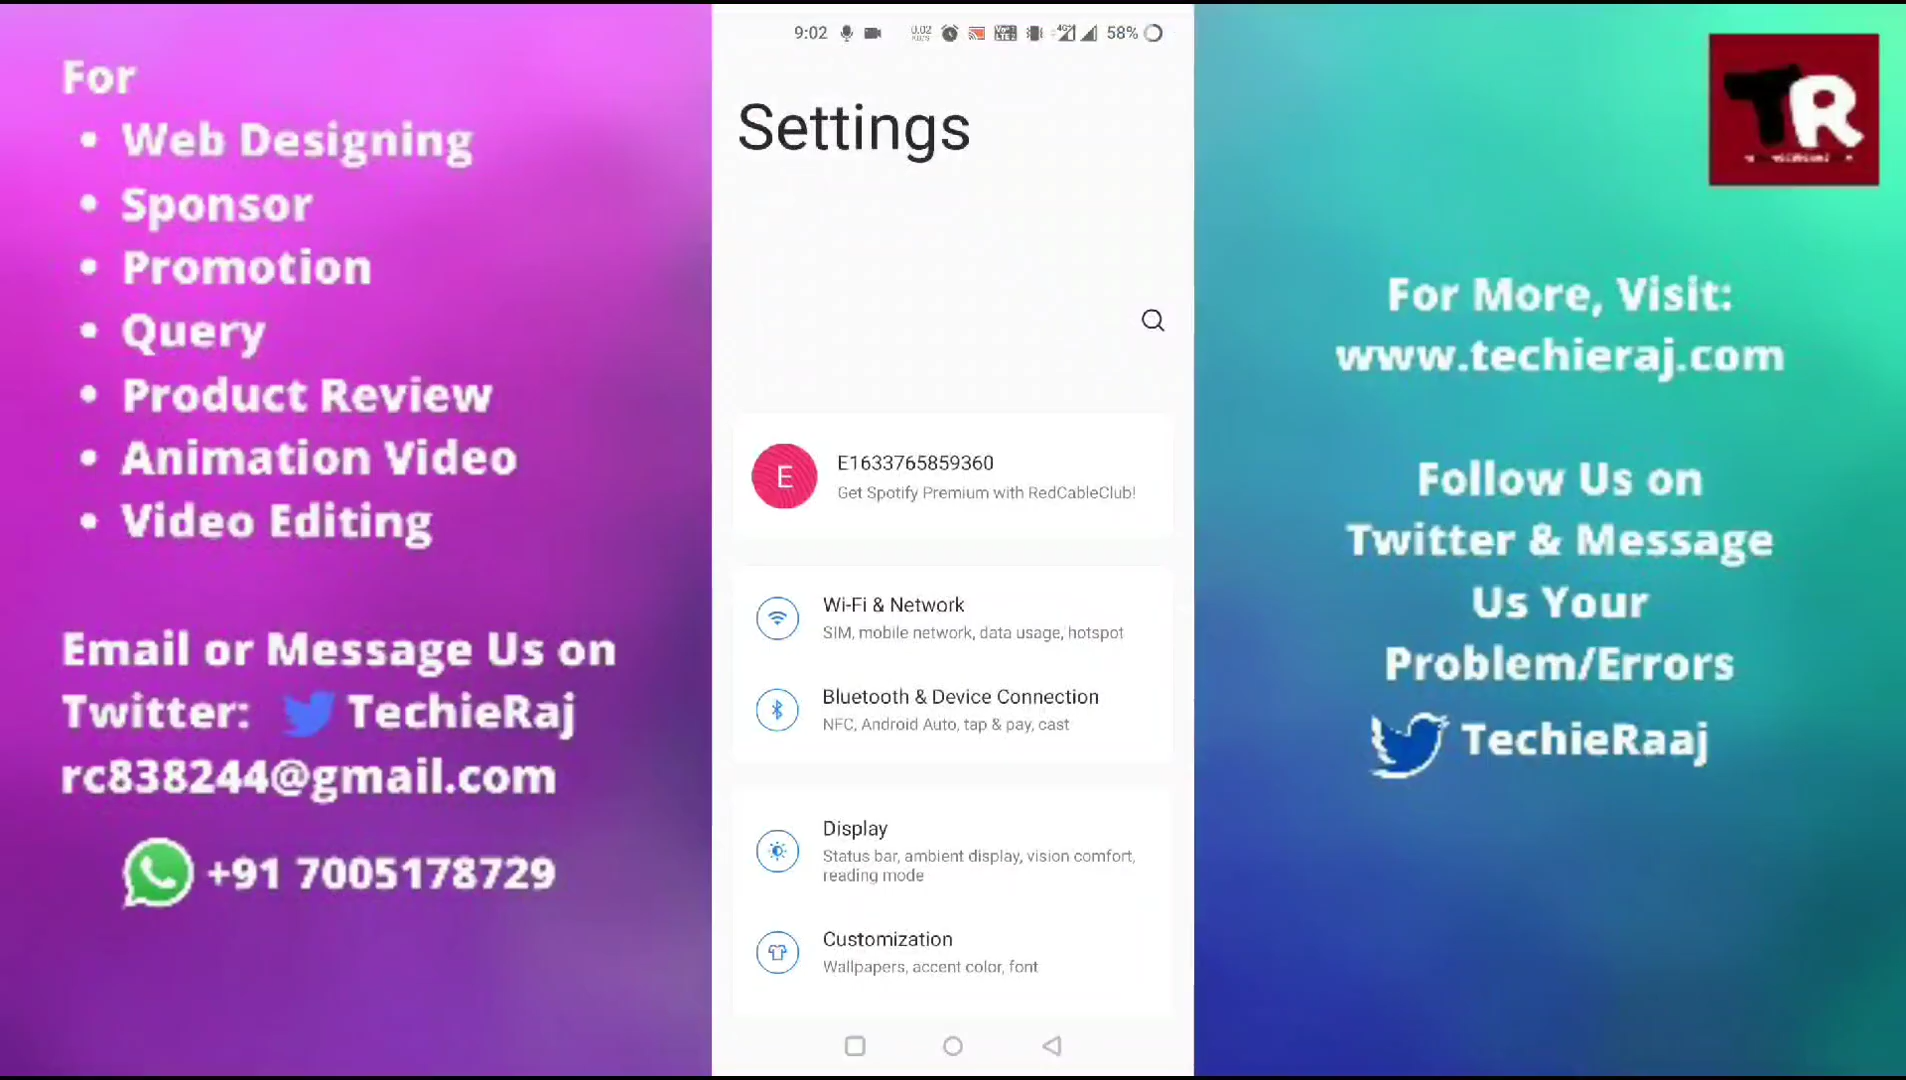 For
• Web Designing
• Sponsor
• Promotion
• Query
• Product Review
• Animation Video
• Video Editing
Email or Message Us on
Twitter: TechieRaj
rc838244@gmail.com
+91 7005178729
9:02
0.02
4G+
58%
Settings
E
E1633765859360
Get Spotify Premium with RedCableClub!
Wi-Fi & Network
SIM, mobile network, data usage, hotspot
Bluetooth & Device Connection
NFC, Android Auto, tap & pay, cast
Display
Status bar, ambient display, vision comfort,
reading mode
Customization
Wallpapers, accent color, font
TR
For More, Visit:
www.techieraj.com
Follow Us on
Twitter & Message
Us Your
Problem/Errors
TechieRaaj